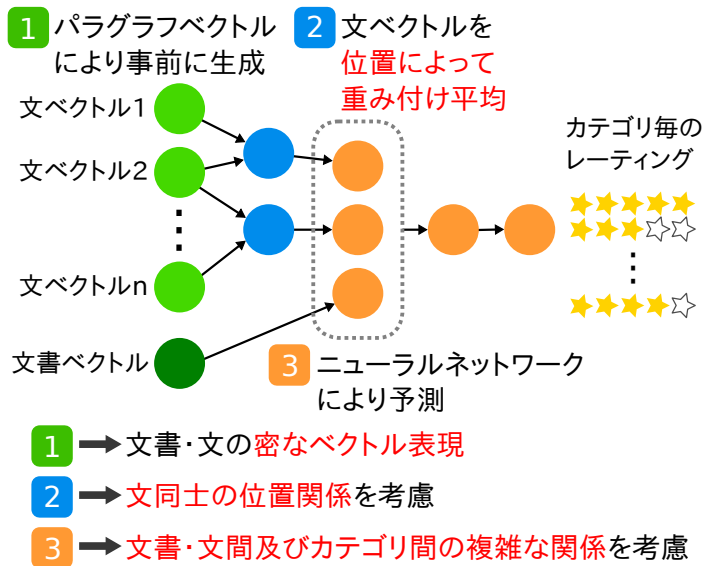 1 パラグラフベクトル
により事前に生成
2 文ベクトルを
位置によって
重み付け平均
文ベクトル1
文ベクトル2
文ベクトルn
文書ベクトル
カテゴリ毎の
レーティング
3 ニューラルネットワーク
により予測
1 → 文書・文の密なベクトル表現
2 → 文同士の位置関係を考慮
3 → 文書・文間及びカテゴリ間の複雑な関係を考慮